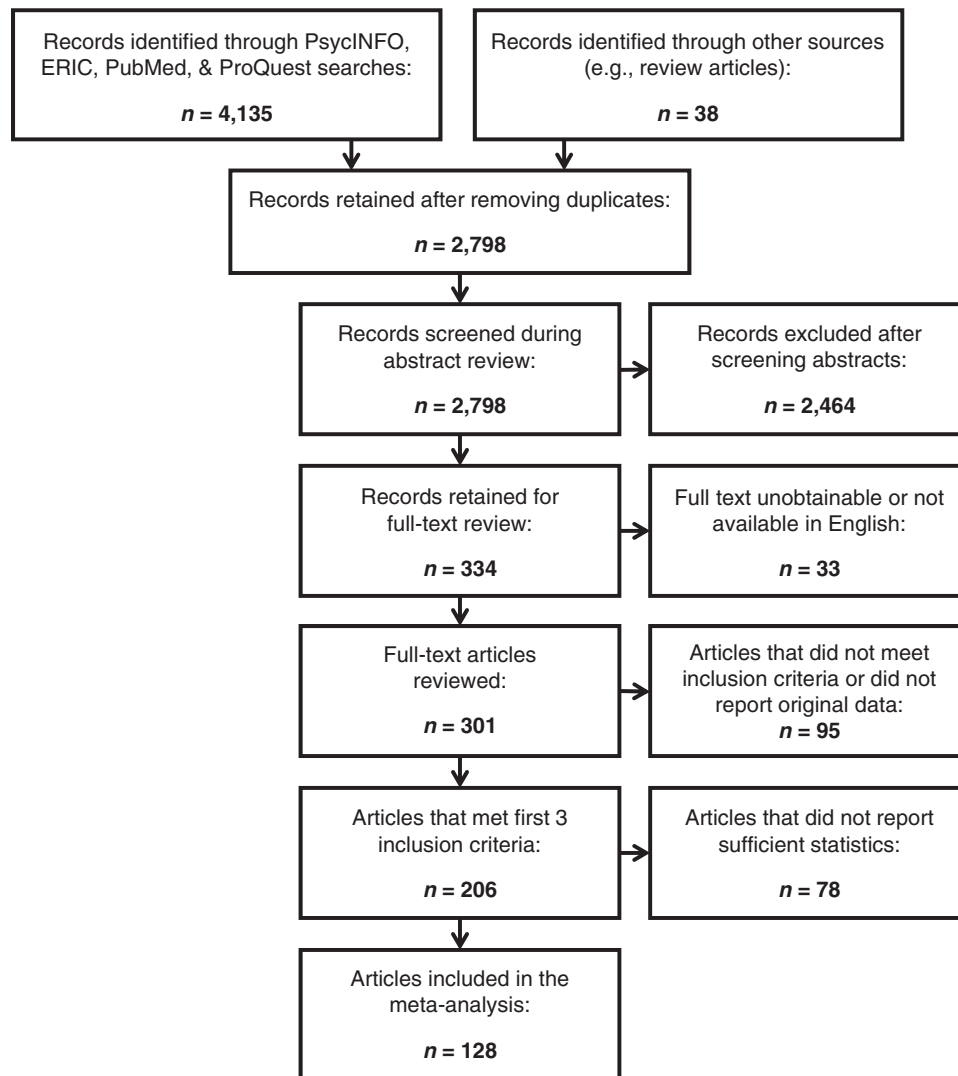 Records identified through PsycINFO,
ERIC, PubMed, & ProQuest searches:
n = 4,135
Records identified through other sources
(e.g., review articles):
n = 38
Records retained after removing duplicates:
n = 2,798
Records screened during
abstract review:
n = 2,798
Records excluded after
screening abstracts:
n = 2,464
Records retained for
full-text review:
n = 334
Full text unobtainable or not
available in English:
n = 33
Full-text articles
reviewed:
n = 301
Articles that did not meet
inclusion criteria or did not
report original data:
n = 95
Articles that met first 3
inclusion criteria:
n = 206
Articles that did not report
sufficient statistics:
n = 78
Articles included in the
meta-analysis:
n = 128